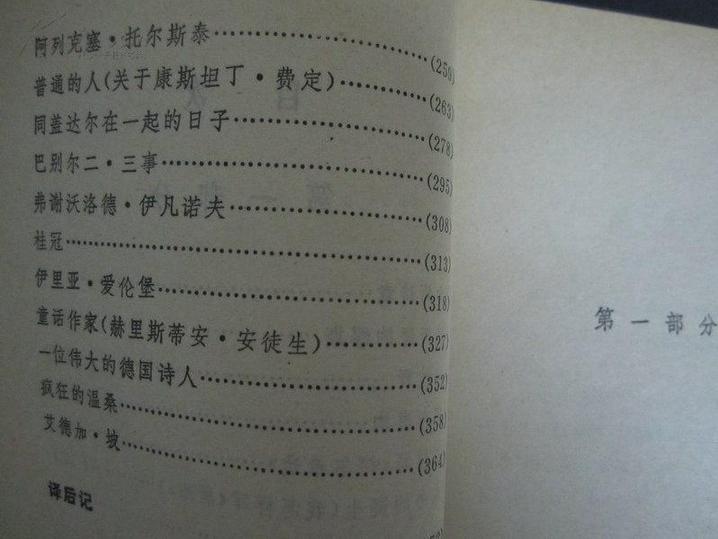 阿列克塞·托尔斯泰……………………(259)
普通的人(关于康斯坦丁·费定)…………(263)
同盖达尔在一起的日子……………………(278)
巴别尔二·三事……………………………(295)
弗谢沃洛德·伊凡诺夫……………………(308)
桂冠…………………………………………(313)
伊里亚·爱伦堡……………………………(318)
童话作家(赫里斯蒂安·安徒生)…………(327)
一位伟大的德国诗人………………………(352)
疯狂的温桑…………………………………(358)
艾德加·坡…………………………………(364)
译后记
第一部分